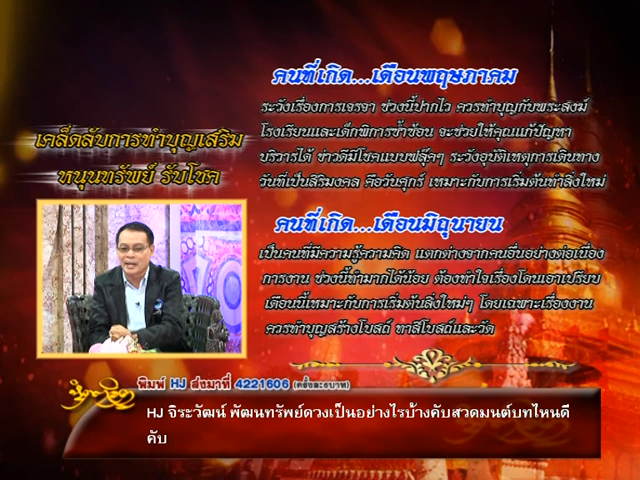 เคล็ดลับการทำบุญเสริม
หนุนทรัพย์ รับโชค
คนที่เกิด...เดือนพฤษภาคม
ระวังเรื่องการเจรจา ช่วงนี้ปากไว ควรทำบุญกับพระสงฆ์
โรงเรียนและเด็กพิการซ้ำซ้อน จะช่วยให้คุณแก้ปัญหา
บริวารได้ ข่าวดีมีโชคแบบฟลุ๊คๆ ระวังอุบัติเหตุการเดินทาง
วันที่เป็นสิริมงคล คือวันศุกร์ เหมาะกับการเริ่มต้นทำสิ่งใหม่
คนที่เกิด...เดือนมิถุนายน
เป็นคนที่มีความรู้ความคิด แตกต่างจากคนอื่นอย่างต่อเนื่อง
การงาน ช่วงนี้ทำมากได้น้อย ต้องทำใจเรื่องโดนเอาเปรียบ
เดือนนี้เหมาะกับการเริ่มต้นสิ่งใหม่ๆ โดยเฉพาะเรื่องงาน
ควรทำบุญสร้างโบสถ์ ทาสีโบสถ์และวัด
พิมพ์ HJ ส่งมาที่ 4221606 (ครั้งละ๐บาท)
HJ จิระวัฒน์ พัฒนทรัพย์ดวงเป็นอย่างไรบ้างคับสวดมนต์บทไหนดี
คับ